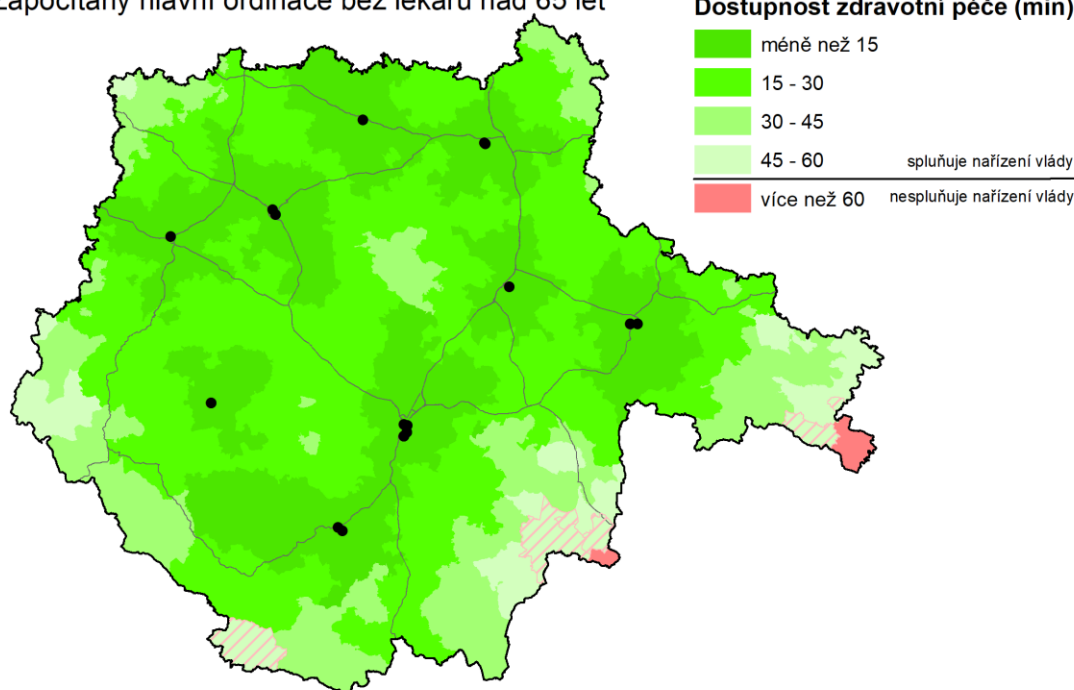 Započítány hlavní ordinace bez lékařů nad 65 let
Dostupnost zdravotní péče (min)
méně než 15
15 - 30
30 - 45
45 - 60 spluňuje nařízení vlády
více než 60 nespluňuje nařízení vlády